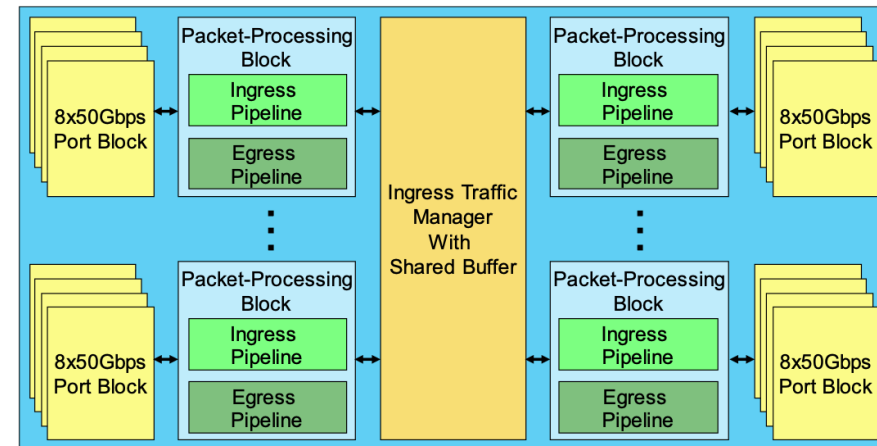 8x50Gbps
Port Block
Packet-Processing
Block
Ingress
Pipeline
Egress
Pipeline
Ingress Traffic
Manager
With
Shared Buffer
Packet-Processing
Block
Ingress
Pipeline
Egress
Pipeline
8x50Gbps
Port Block
8x50Gbps
Port Block
Packet-Processing
Block
Ingress
Pipeline
Egress
Pipeline
Packet-Processing
Block
Ingress
Pipeline
Egress
Pipeline
8x50Gbps
Port Block